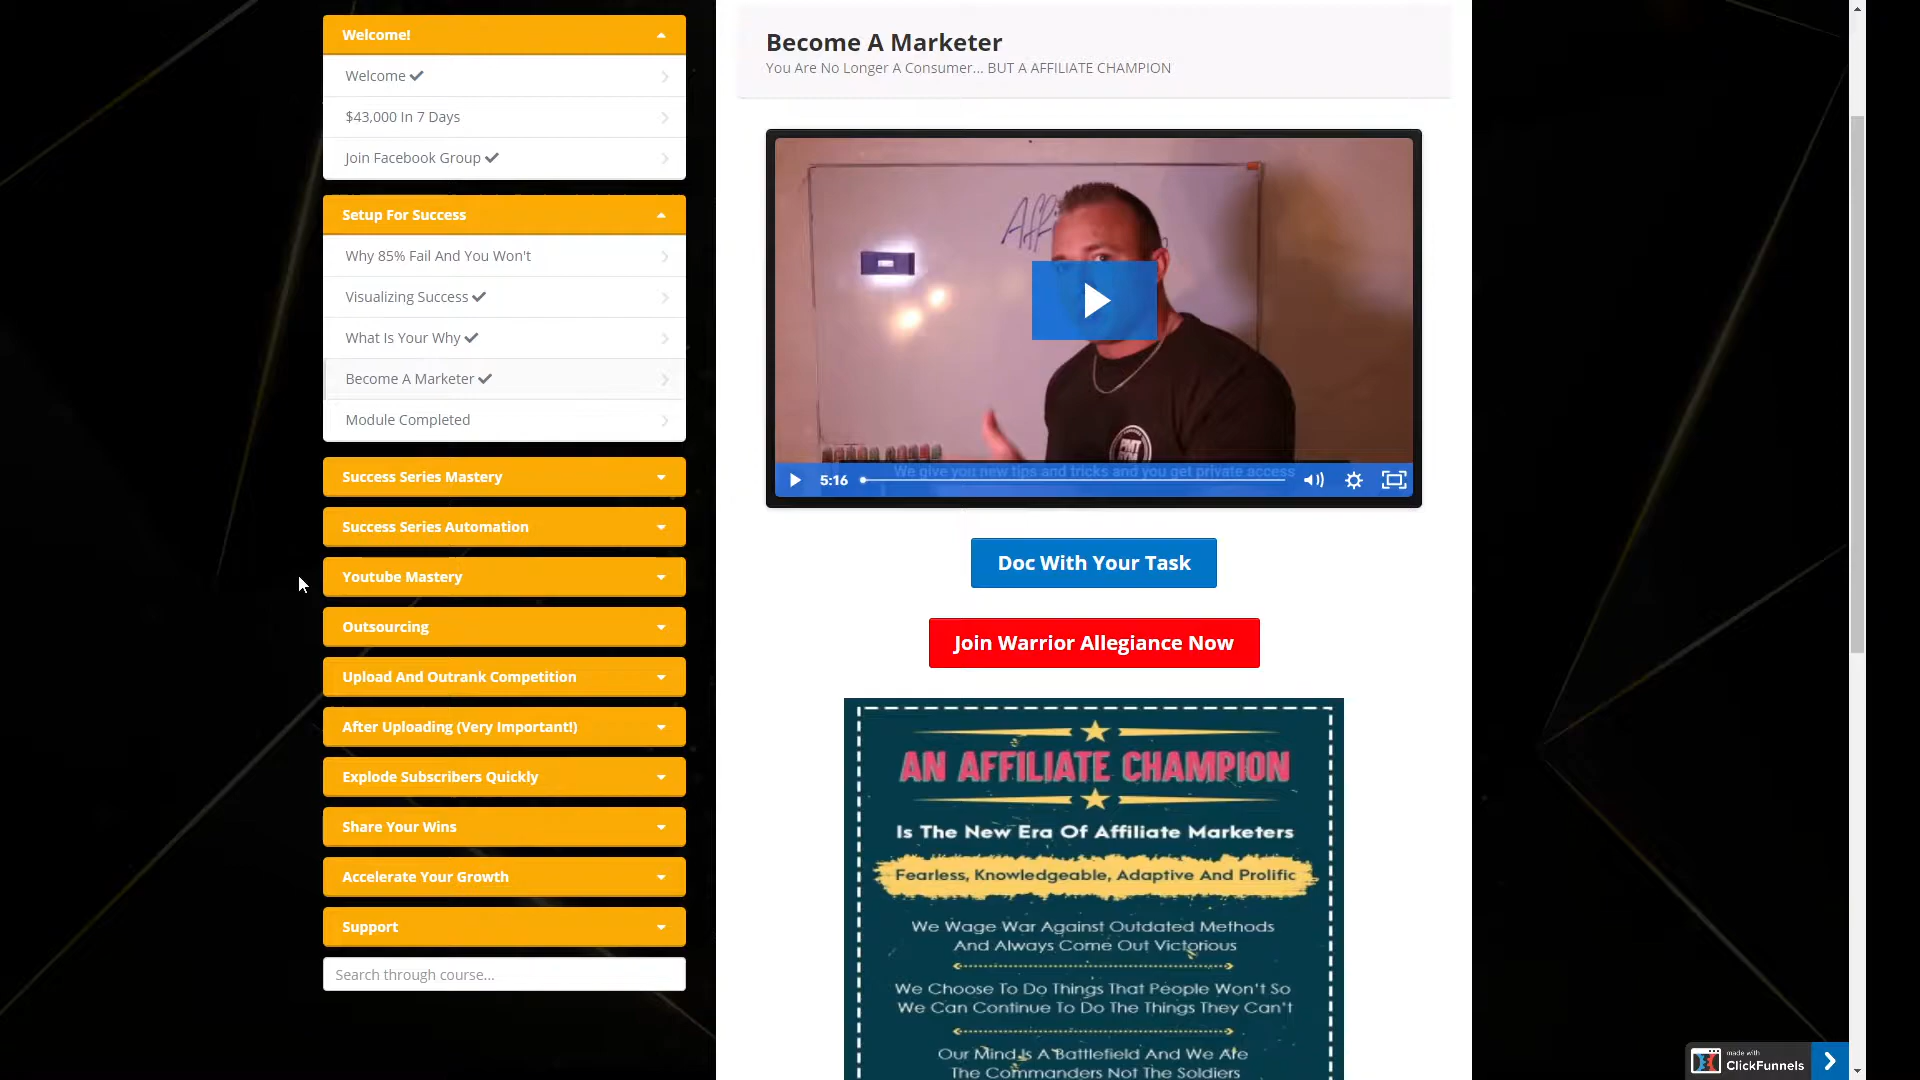 Welcome!
Welcome
$43,000 In 7 Days
Join Facebook Group
Setup For Success
Why 85% Fail And You Won't
Visualizing Success
What Is Your Why
Become A Marketer
Module Completed
Success Series Mastery
Success Series Automation
Youtube Mastery
Outsourcing
Upload And Outrank Competition
After Uploading (Very Important!)
Explode Subscribers Quickly
Share Your Wins
Accelerate Your Growth
Support
Search through course...
Become A Marketer
You Are No Longer A Consumer... BUT A AFFILIATE CHAMPION
We give you new tips and tricks and you get private access
5:16
Doc With Your Task
Join Warrior Allegiance Now
AN AFFILIATE CHAMPION
Is The New Era Of Affiliate Marketers
Fearless, Knowledgeable, Adaptive And Prolific
We Wage War Against Outdated Methods
And Always Come Out Victorious
We Choose To Do Things That People Won't So
We Can Continue To Do The Things They Can't
Our Mind Is A Battlefield And We Are
The Commanders Not The Soldiers
made with
ClickFunnels